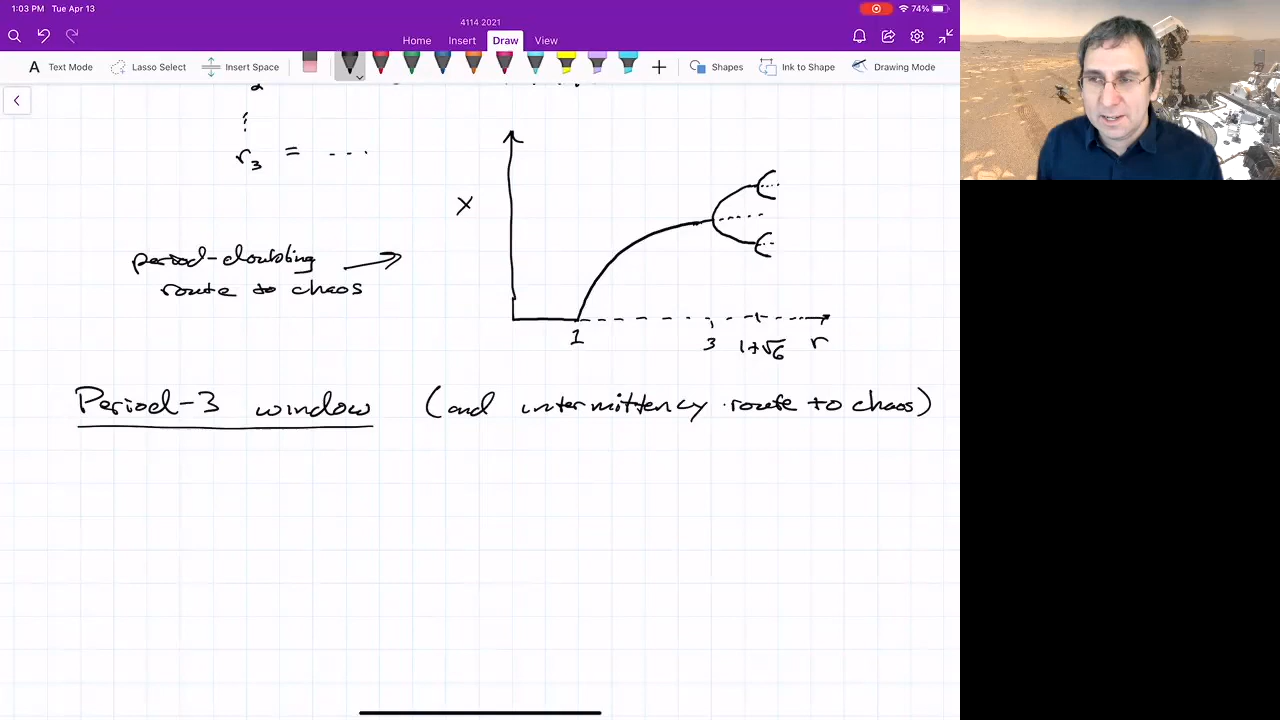 1:03 PM Tue Apr 13
74%
4114 2021
Home Insert Draw View
A Text Mode Lasso Select Insert Space Shapes Ink to Shape Drawing Mode
2
r₃ = ...
x
period-doubling
route to chaos
1 3 1+√6 r
Period-3 window (and intermittency route to chaos)